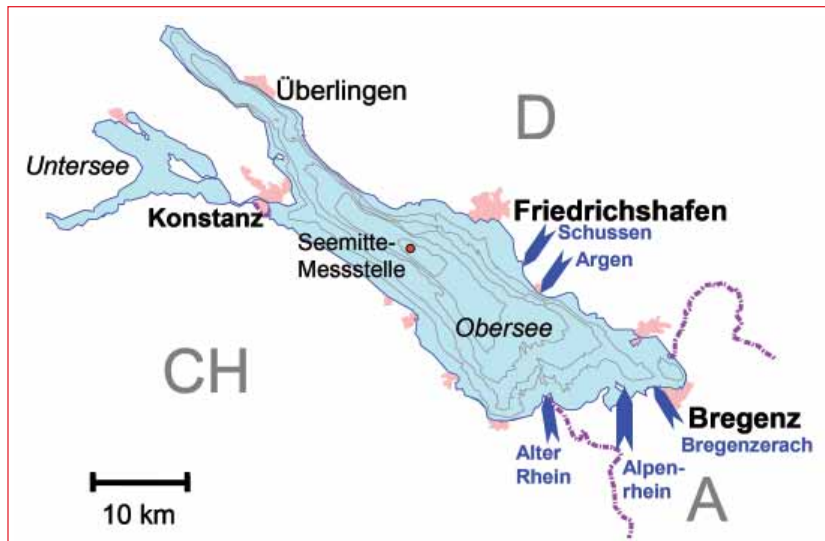 Überlingen
D
Untersee
Konstanz
Friedrichshafen
Schussen
Seemitte-
Messstelle
Argen
Obersee
CH
Bregenz
Bregenzerach
Alter
Rhein
Alpen-
rhein
A
10 km